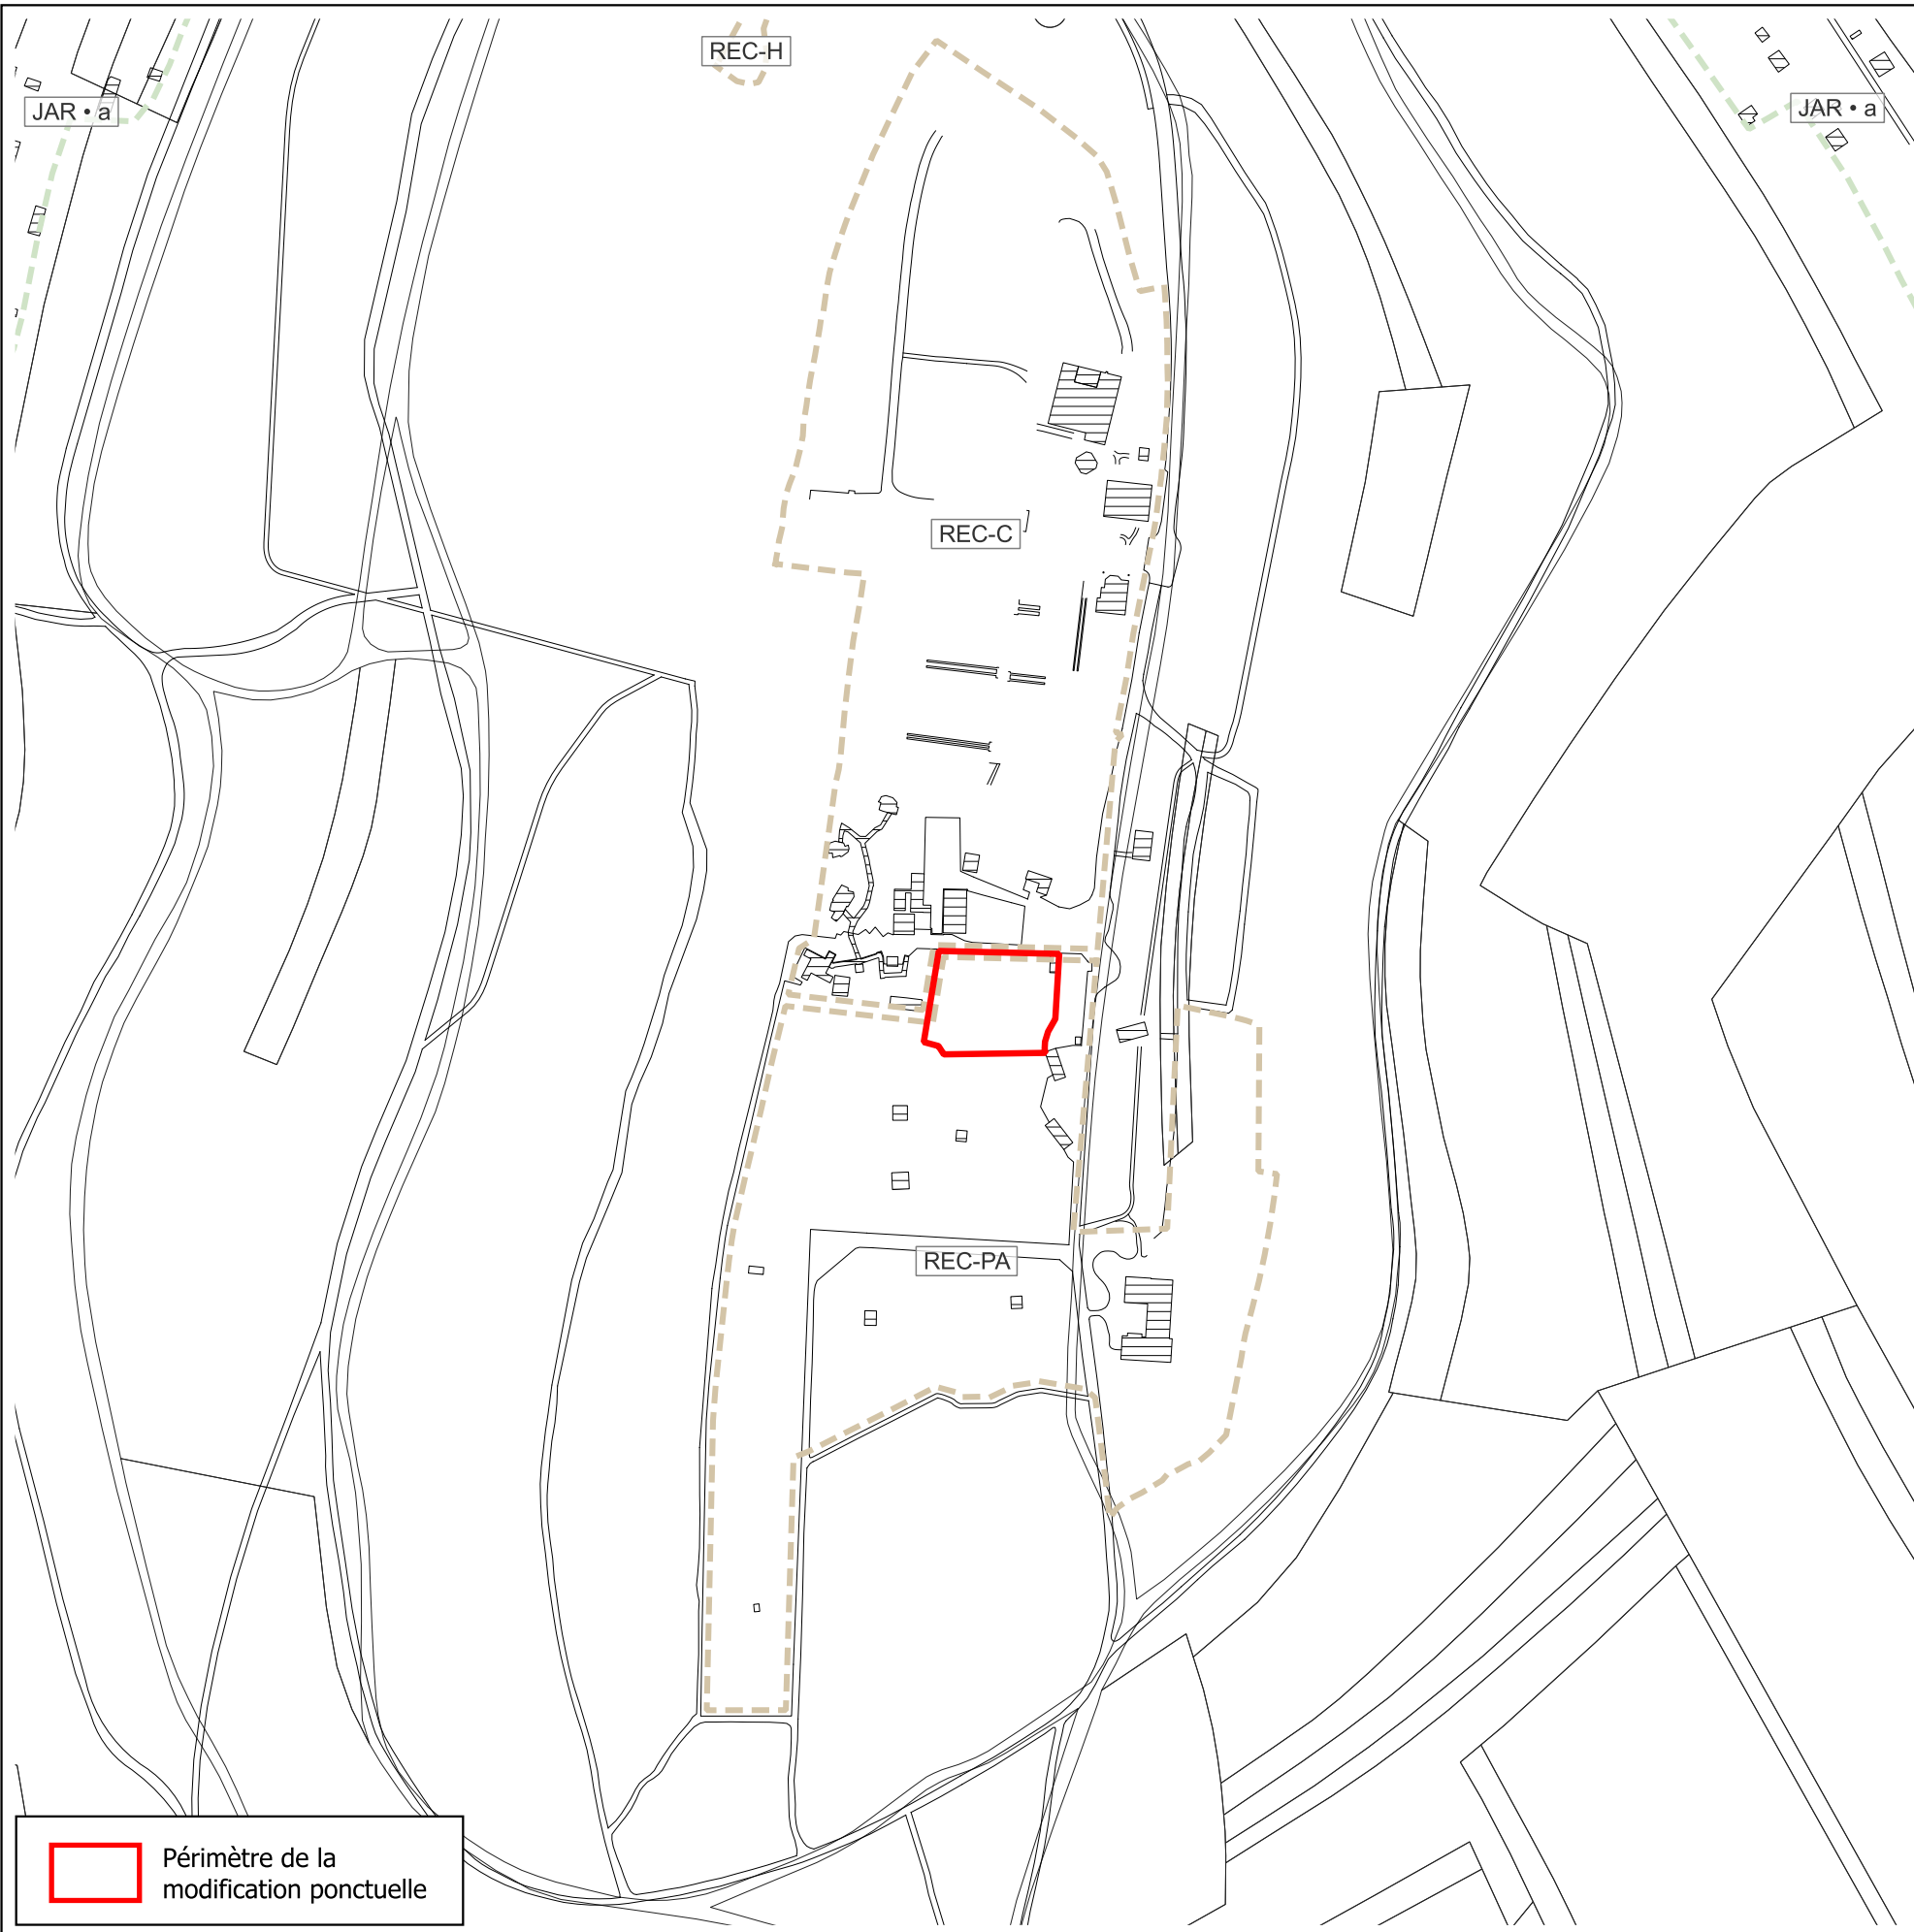 REC-H
JAR • a
JAR • a
REC-C
REC-PA
Périmètre de la
modification ponctuelle